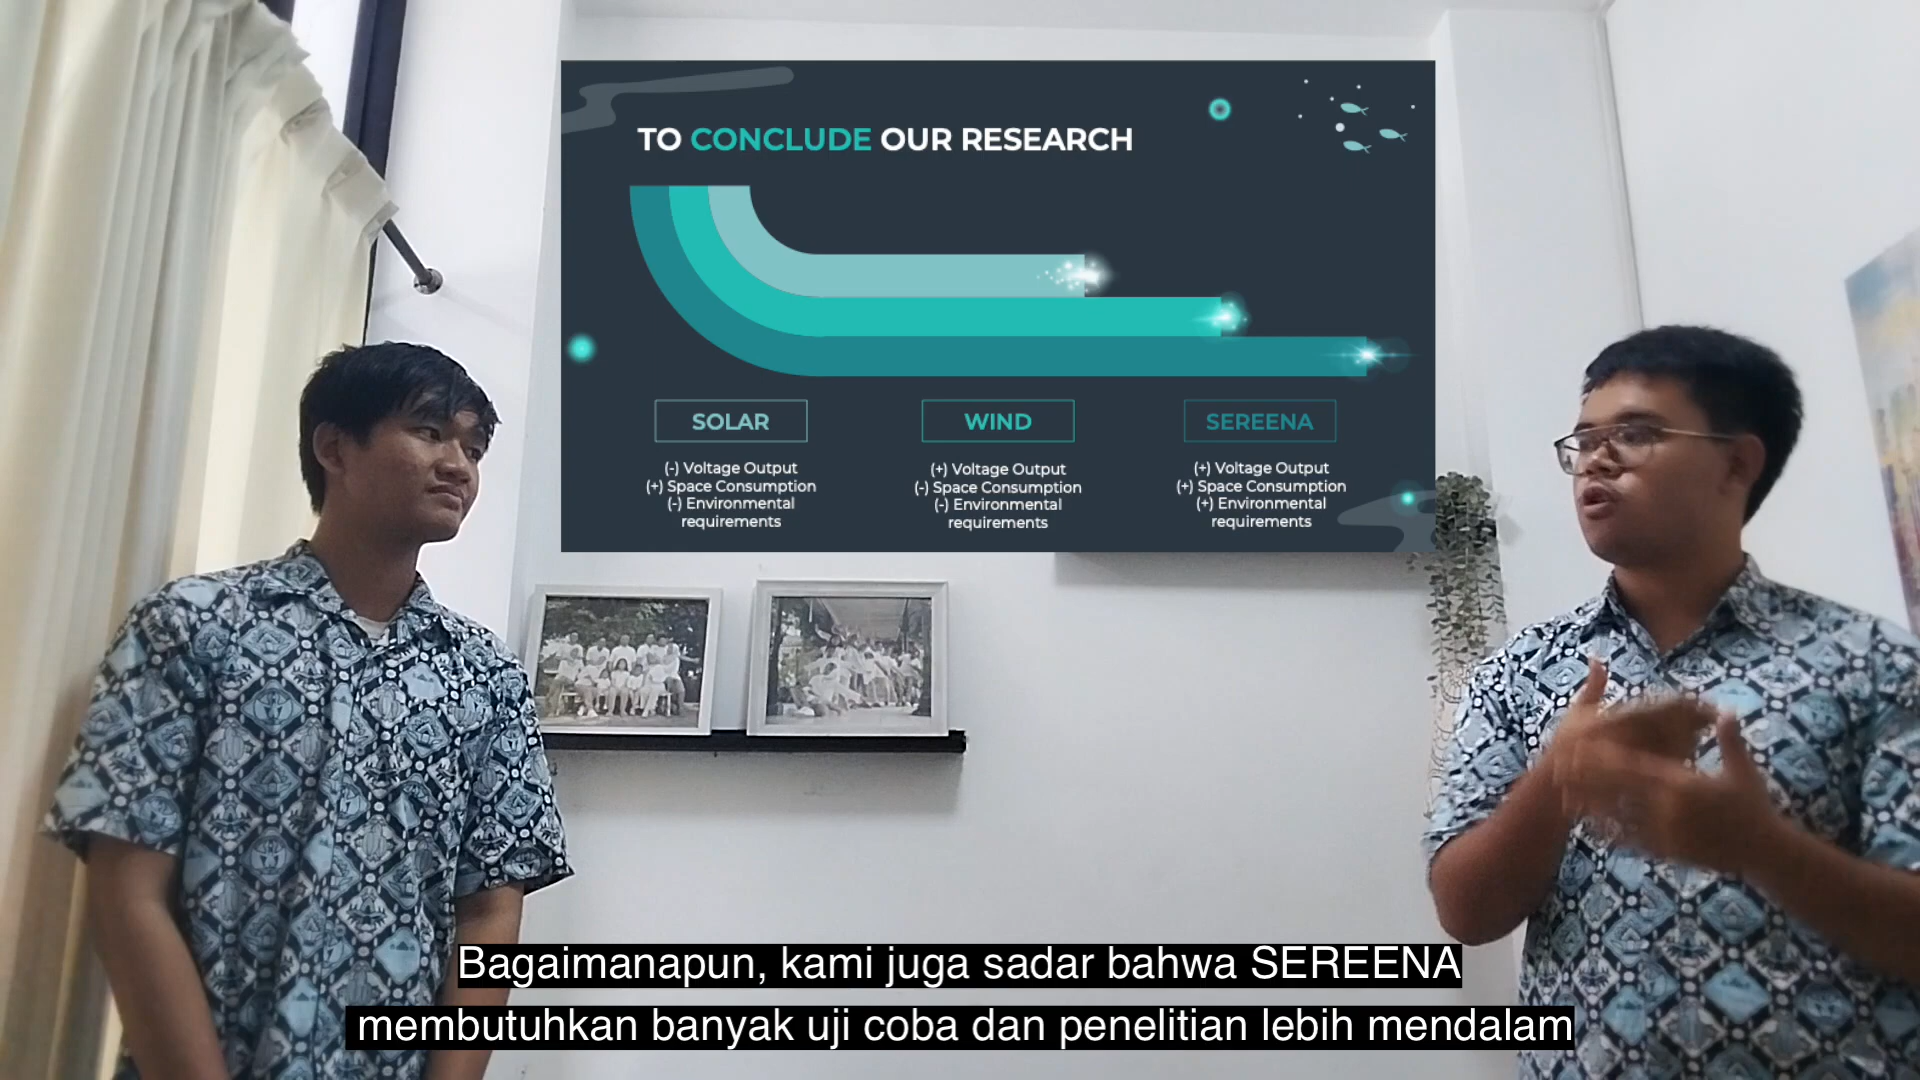 TO CONCLUDE OUR RESEARCH
SOLAR
(-) Voltage Output
(+) Space Consumption
(-) Environmental
requirements
WIND
(+) Voltage Output
(-) Space Consumption
(-) Environmental
requirements
SEREENA
(+) Voltage Output
(+) Space Consumption
(+) Environmental
requirements
Bagaimanapun, kami juga sadar bahwa SEREENA
membutuhkan banyak uji coba dan penelitian lebih mendalam